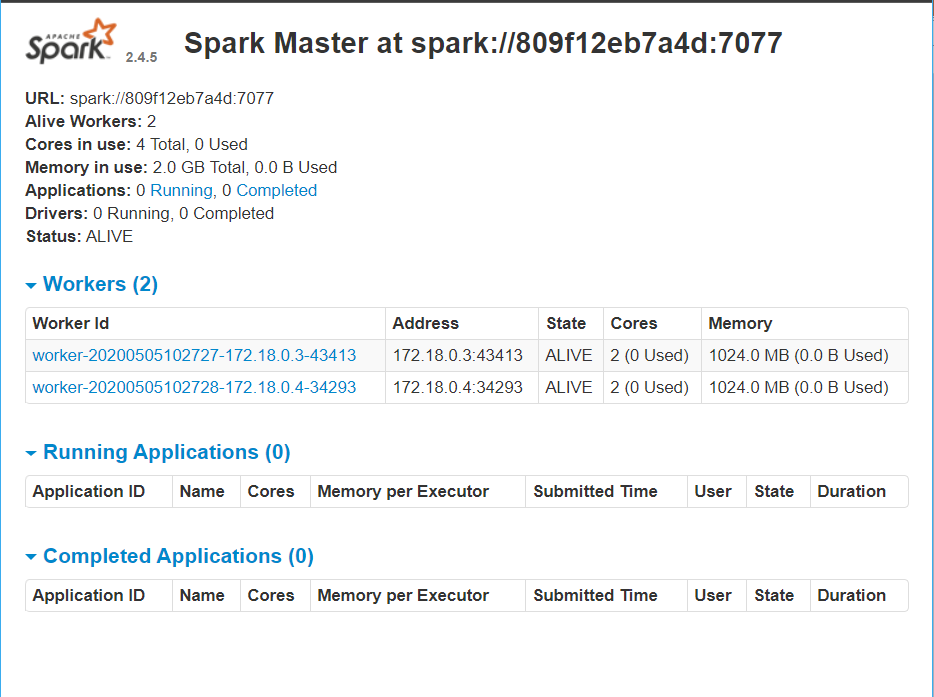 APACHE
Spark 2.4.5 Spark Master at spark://809f12eb7a4d:7077
URL: spark://809f12eb7a4d:7077
Alive Workers: 2
Cores in use: 4 Total, 0 Used
Memory in use: 2.0 GB Total, 0.0 B Used
Applications: 0 Running, 0 Completed
Drivers: 0 Running, 0 Completed
Status: ALIVE
Workers (2)
Worker Id Address State Cores Memory
worker-20200505102727-172.18.0.3-43413 172.18.0.3:43413 ALIVE 2 (0 Used) 1024.0 MB (0.0 B Used)
worker-20200505102728-172.18.0.4-34293 172.18.0.4:34293 ALIVE 2 (0 Used) 1024.0 MB (0.0 B Used)
Running Applications (0)
Application ID Name Cores Memory per Executor Submitted Time User State Duration
Completed Applications (0)
Application ID Name Cores Memory per Executor Submitted Time User State Duration